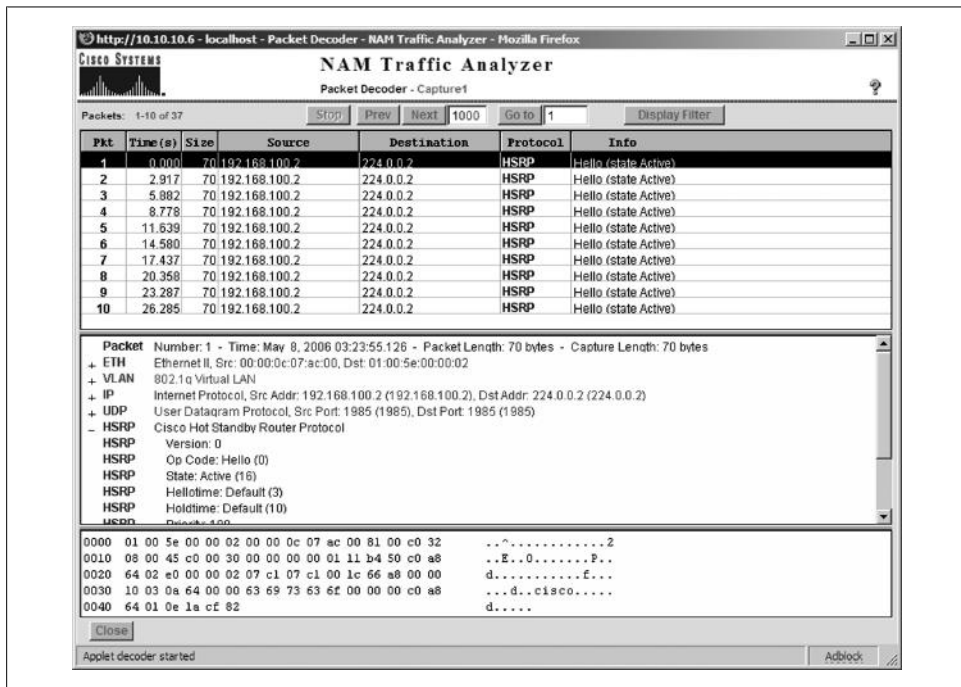 http://10.10.10.6 - localhost - Packet Decoder - NAM Traffic Analyzer - Mozilla Firefox
CISCO SYSTEMS
NAM Traffic Analyzer
Packet Decoder - Capture1
?
Packets: 1-10 of 37 Stop Prev Next 1000 Go to 1 Display Filter
Pkt Time(s) Size Source Destination Protocol Info
1 0.000 70 192.168.100.2 224.0.0.2 HSRP Hello (state Active)
2 2.917 70 192.168.100.2 224.0.0.2 HSRP Hello (state Active)
3 5.882 70 192.168.100.2 224.0.0.2 HSRP Hello (state Active)
4 8.778 70 192.168.100.2 224.0.0.2 HSRP Hello (state Active)
5 11.639 70 192.168.100.2 224.0.0.2 HSRP Hello (state Active)
6 14.580 70 192.168.100.2 224.0.0.2 HSRP Hello (state Active)
7 17.437 70 192.168.100.2 224.0.0.2 HSRP Hello (state Active)
8 20.358 70 192.168.100.2 224.0.0.2 HSRP Hello (state Active)
9 23.287 70 192.168.100.2 224.0.0.2 HSRP Hello (state Active)
10 26.285 70 192.168.100.2 224.0.0.2 HSRP Hello (state Active)
Packet Number: 1 - Time: May 8, 2006 03:23:55.126 - Packet Length: 70 bytes - Capture Length: 70 bytes
+ ETH Ethernet II, Src: 00:00:0c:07:ac:00, Dst: 01:00:5e:00:00:02
+ VLAN 802.1q Virtual LAN
+ IP Internet Protocol, Src Addr: 192.168.100.2 (192.168.100.2), Dst Addr: 224.0.0.2 (224.0.0.2)
+ UDP User Datagram Protocol, Src Port: 1985 (1985), Dst Port: 1985 (1985)
- HSRP Cisco Hot Standby Router Protocol
HSRP Version: 0
HSRP Op Code: Hello (0)
HSRP State: Active (16)
HSRP Hellotime: Default (3)
HSRP Holdtime: Default (10)
HSRP Priority: 100
0000 01 00 5e 00 00 02 00 00 0c 07 ac 00 81 00 c0 32 ..^............2
0010 08 00 45 c0 00 30 00 00 00 00 01 11 b4 50 c0 a8 ..E..0.......P..
0020 64 02 e0 00 00 02 07 c1 07 c1 00 1c 66 a8 00 00 d...........f...
0030 10 03 0a 64 00 00 63 69 73 63 6f 00 00 00 c0 a8 ...d..cisco.....
0040 64 01 0e 1a cf 82 d.....
Close
Applet decoder started Adblock